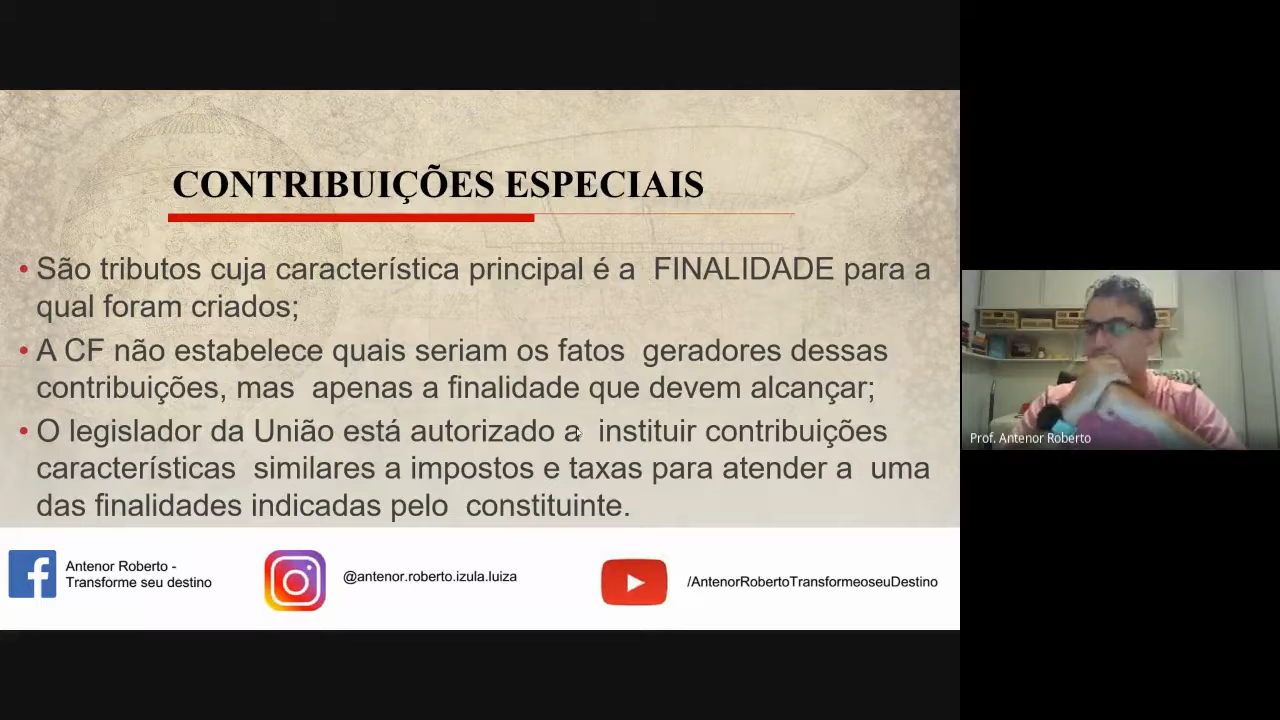 CONTRIBUIÇÕES ESPECIAIS
• São tributos cuja característica principal é a FINALIDADE para a
qual foram criados;
• A CF não estabelece quais seriam os fatos geradores dessas
contribuições, mas apenas a finalidade que devem alcançar;
• O legislador da União está autorizado a instituir contribuições
características similares a impostos e taxas para atender a uma
das finalidades indicadas pelo constituinte.
Antenor Roberto -
Transforme seu destino
@antenor.roberto.izula.luiza
/AntenorRobertoTransformeoseuDestino
Prof. Antenor Roberto